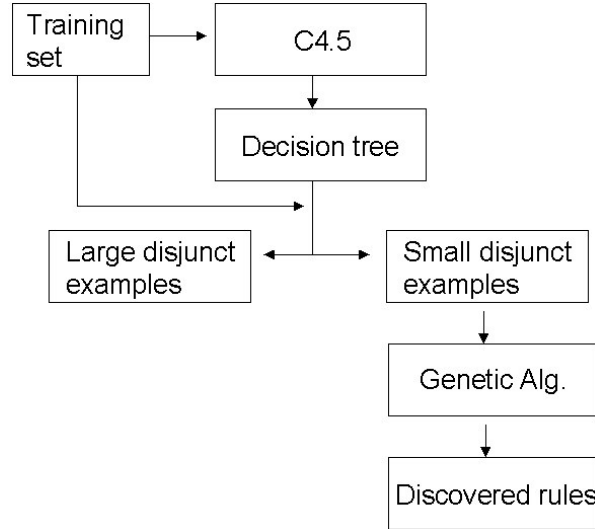 Training
set
C4.5
Decision tree
Large disjunct
examples
Small disjunct
examples
Genetic Alg.
Discovered rules